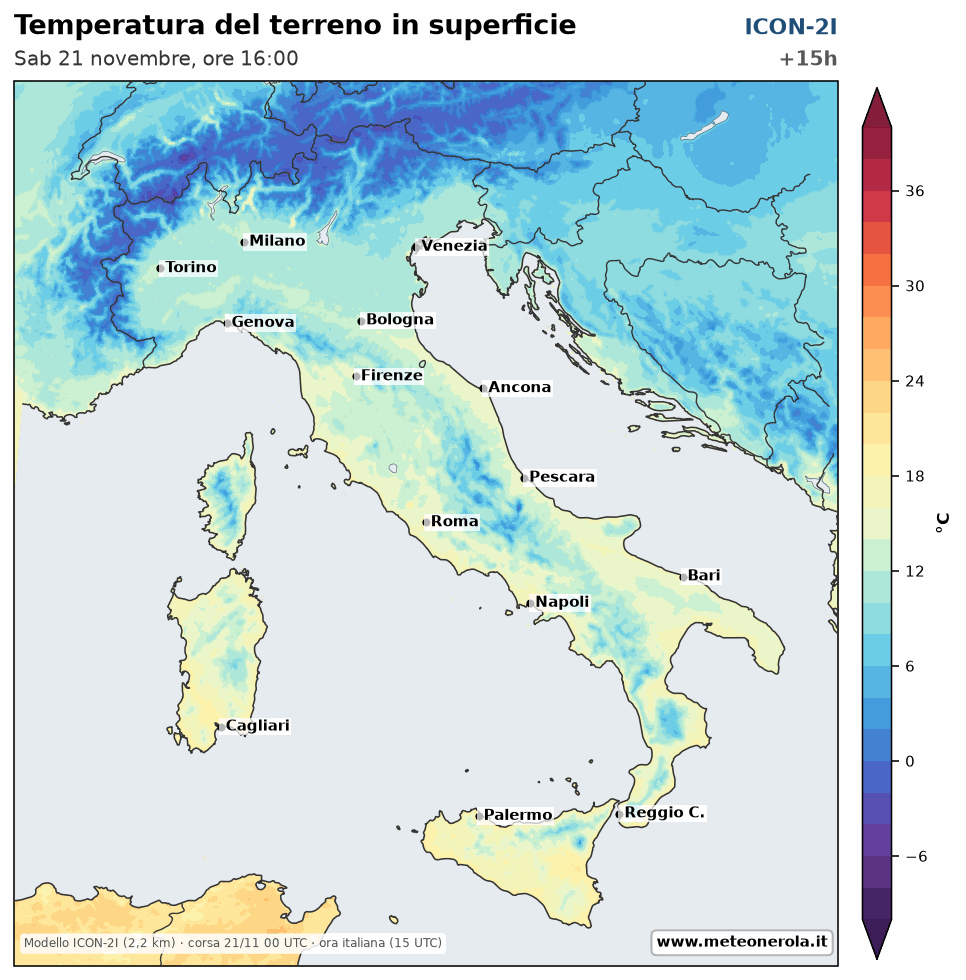 Temperatura del terreno in superficie
ICON-2I
Sab 21 novembre, ore 16:00
+15h
Milano
Venezia
Torino
Genova
Bologna
Firenze
Ancona
Pescara
Roma
Bari
Napoli
Cagliari
Palermo
Reggio C.
36
30
24
18
12
6
0
−6
°C
Modello ICON-2I (2,2 km) · corsa 21/11 00 UTC · ora italiana (15 UTC)
www.meteonerola.it